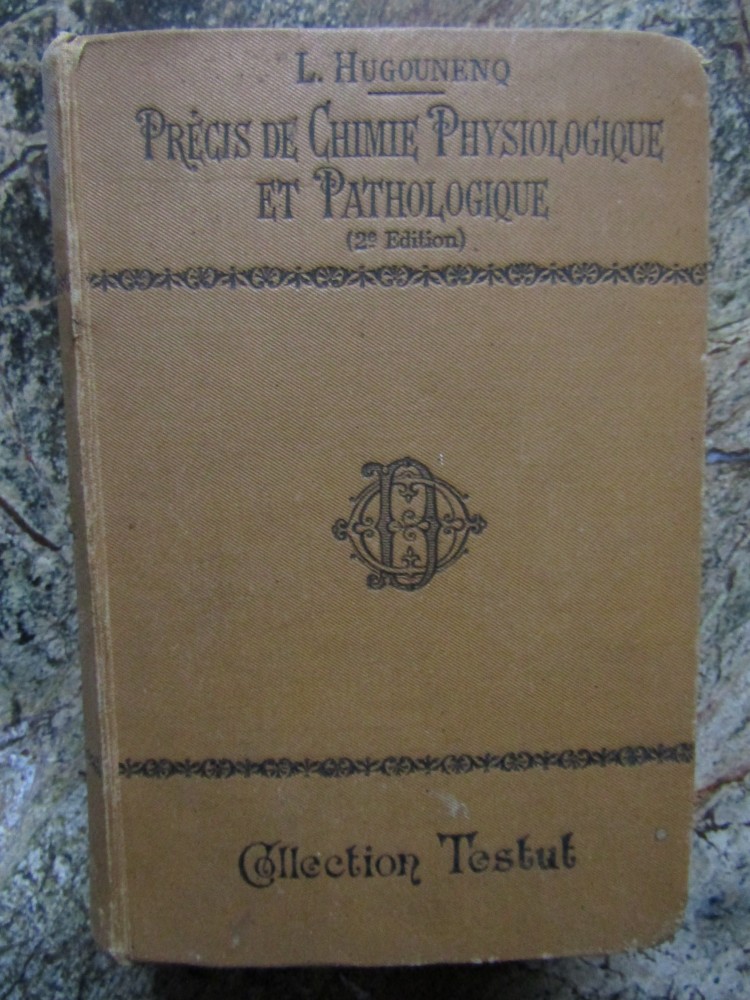 L. HUGOUNENQ
PRÉCIS DE CHIMIE PHYSIOLOGIQUE
ET PATHOLOGIQUE
(2e Edition)
Collection Testut